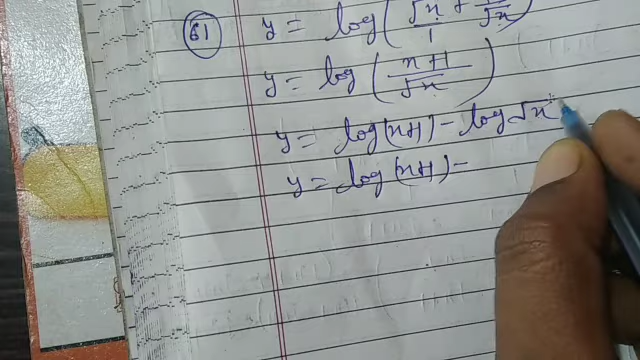 61 y = log(√x/1 + 1/√x)
y = log(x+1/√x)
y = log(x+1) - log √x
y = log(x+1) -